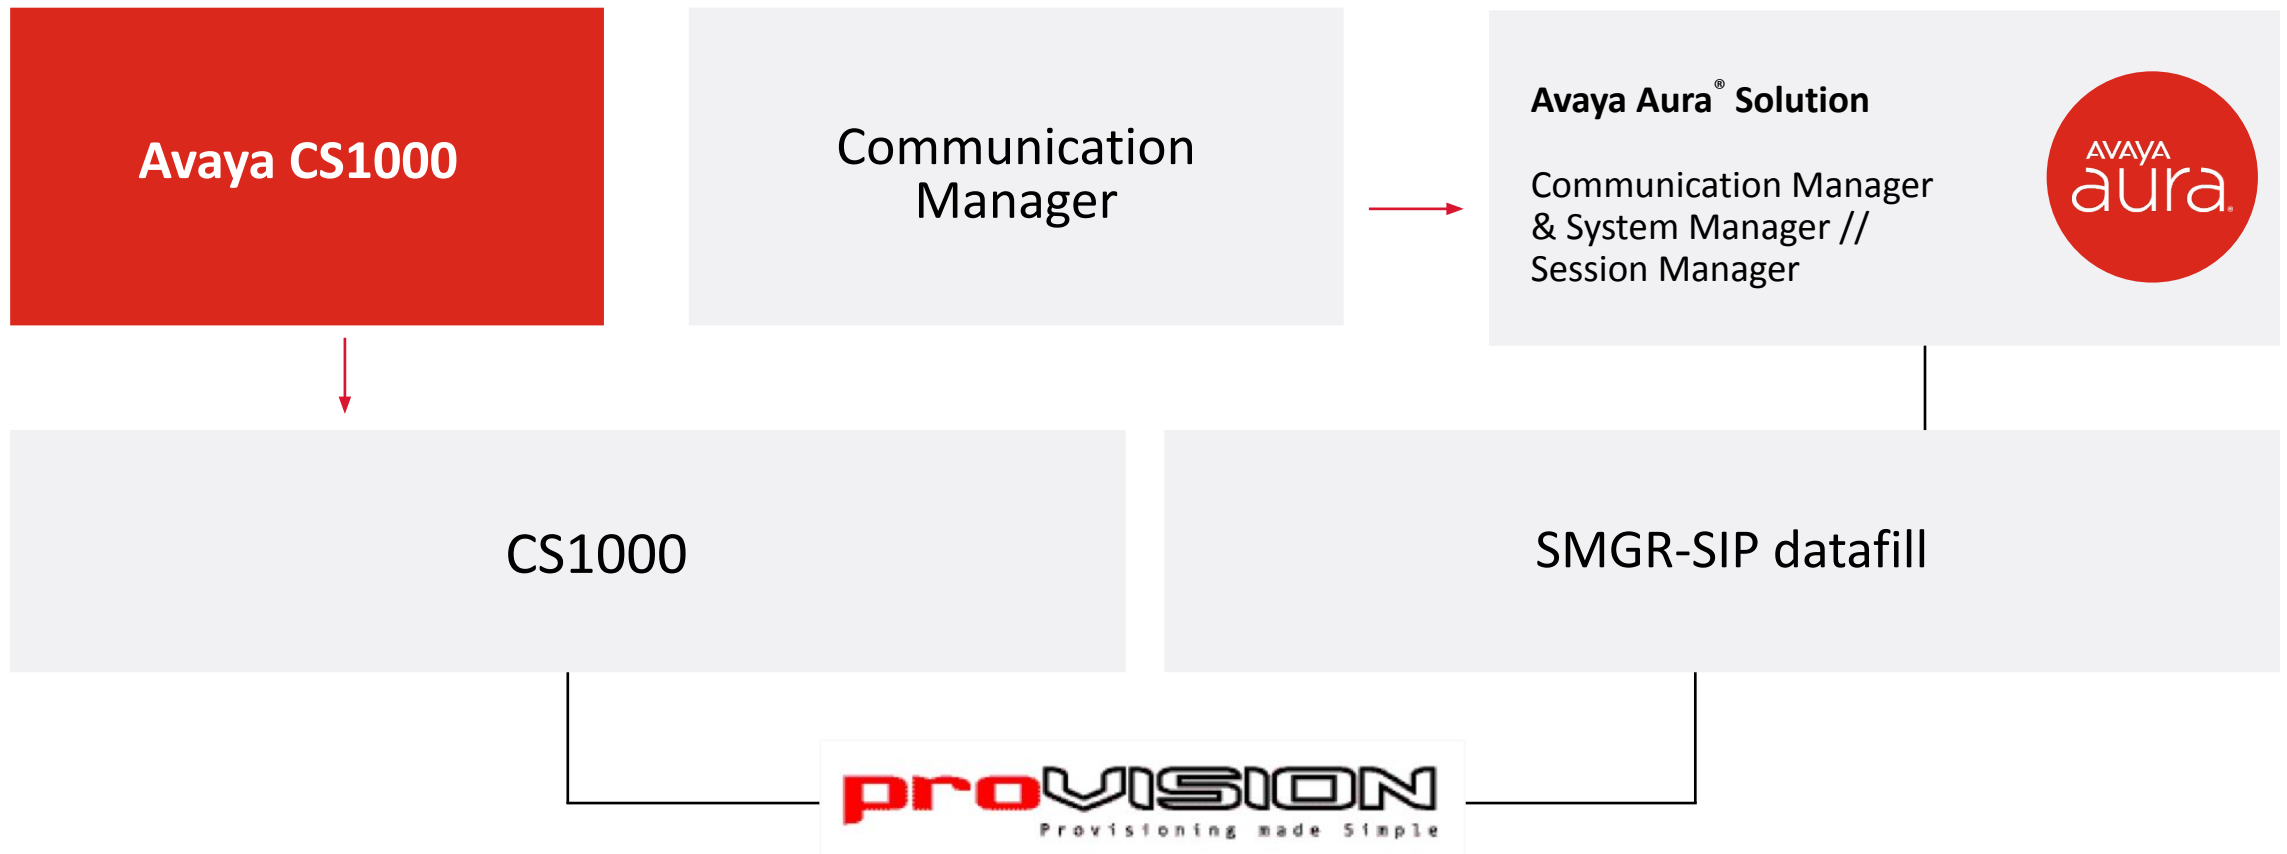 Avaya CS1000
Communication
Manager
Avaya Aura® Solution
Communication Manager
& System Manager //
Session Manager
AVAYA
aura®
CS1000
SMGR-SIP datafill
proVISION
Provisioning made Simple